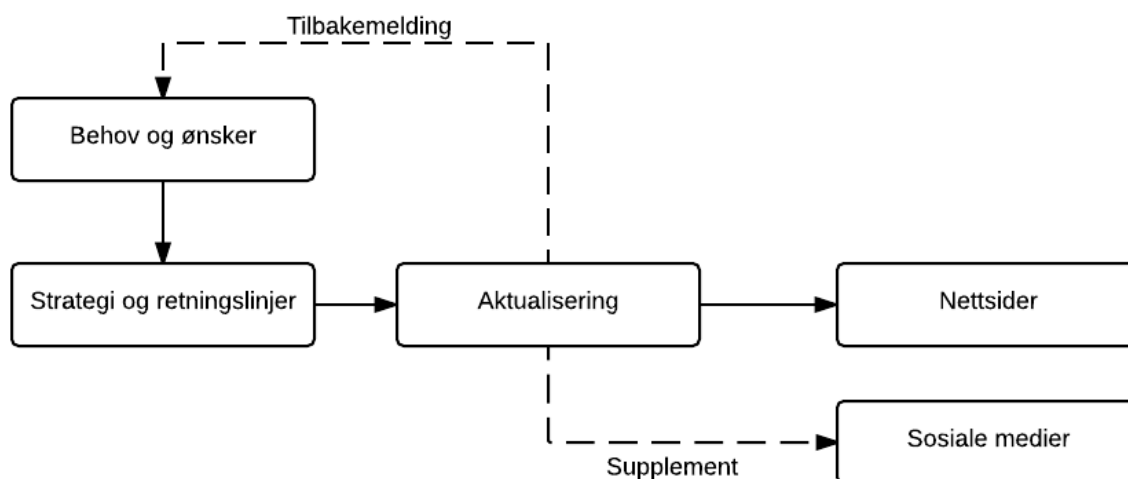 Tilbakemelding
Behov og ønsker
Strategi og retningslinjer
Aktualisering
Nettsider
Sosiale medier
Supplement